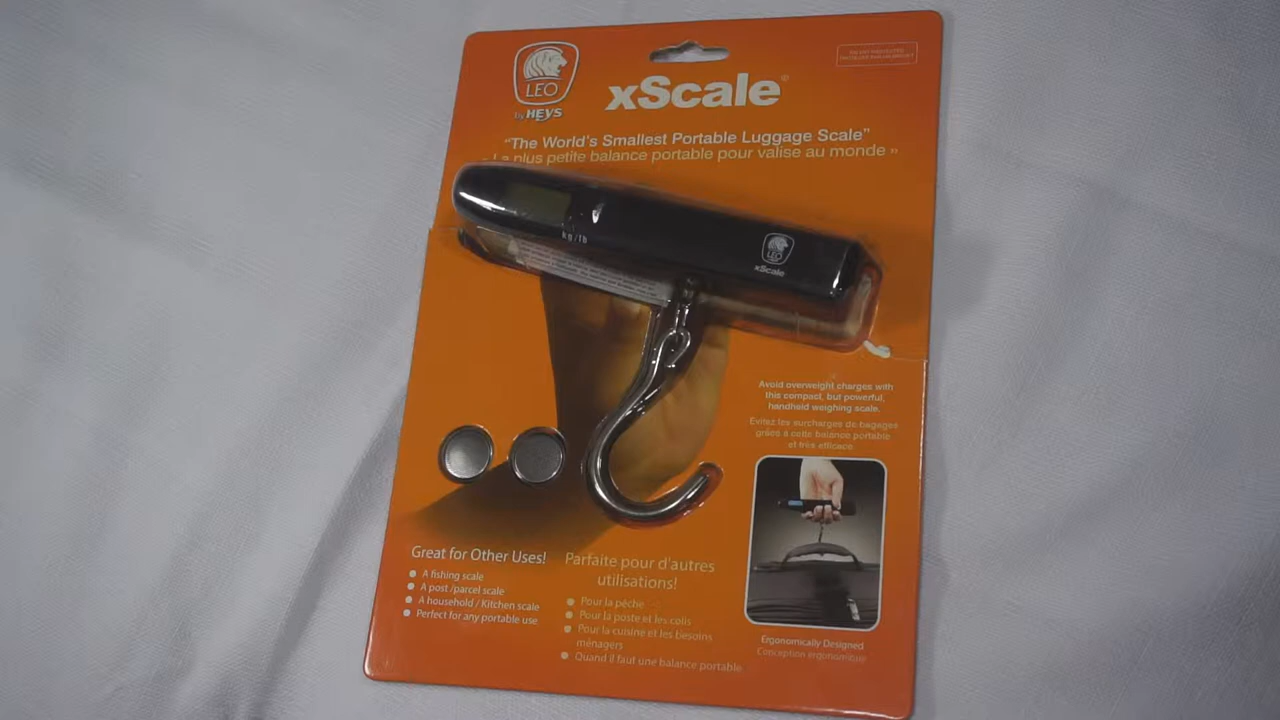 LEO
by HEYS
xScale®
"The World's Smallest Portable Luggage Scale"
« La plus petite balance portable pour valise au monde »
kg/lb
LEO
xScale
Avoid overweight charges with
this compact, but powerful,
handheld weighing scale.
Évitez les surcharges de bagages
grâce à cette balance portable
et très efficace.
Great for Other Uses!
A fishing scale
A post /parcel scale
A household / Kitchen scale
Perfect for any portable use
Parfaite pour d'autres
utilisations!
Pour la pêche
Pour la poste et les colis
Pour la cuisine et les besoins
ménagers
Quand il faut une balance portable
Ergonomically Designed
Conception ergonomique